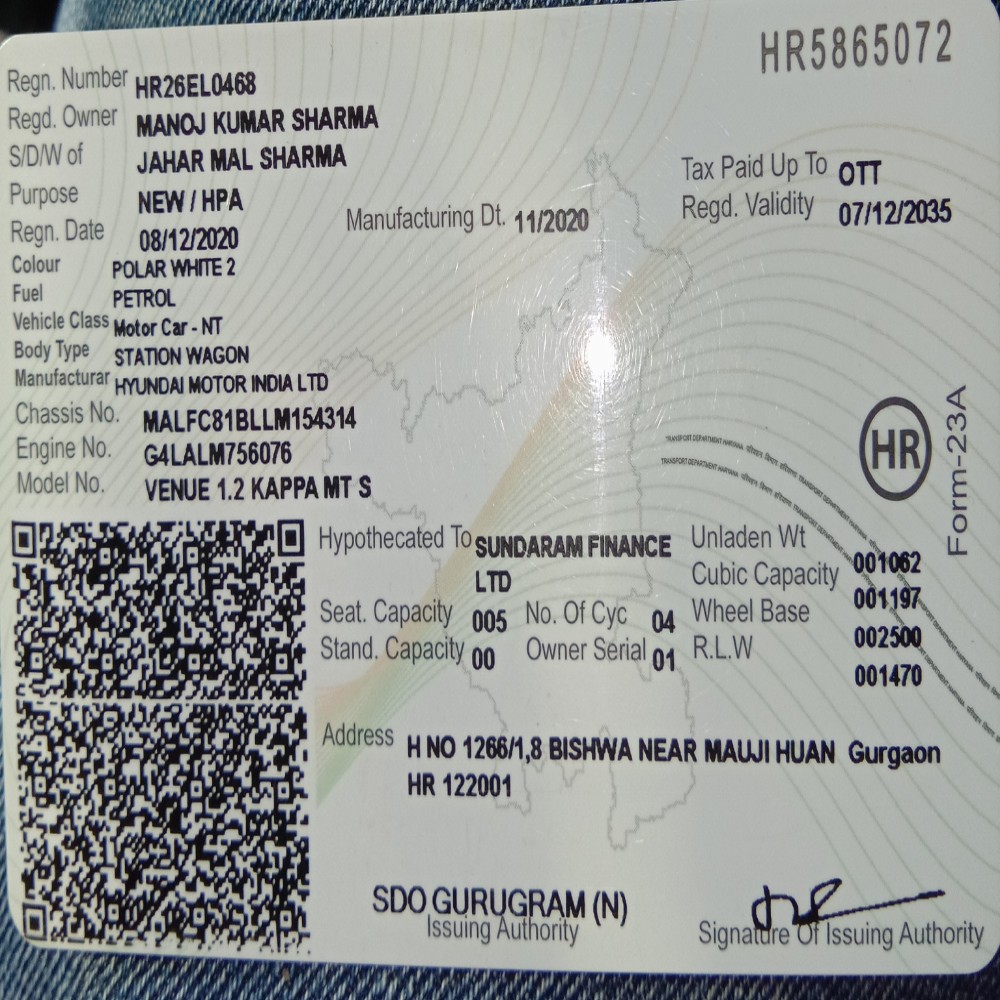 HR5865072
Regn. Number HR26EL0468
Regd. Owner MANOJ KUMAR SHARMA
S/D/W of JAHAR MAL SHARMA
Tax Paid Up To OTT
Purpose NEW / HPA
Manufacturing Dt. 11/2020
Regd. Validity 07/12/2035
Regn. Date 08/12/2020
Colour POLAR WHITE 2
Fuel PETROL
Vehicle Class Motor Car - NT
Body Type STATION WAGON
Manufacturar HYUNDAI MOTOR INDIA LTD
Chassis No. MALFC81BLLM154314
Engine No. G4LALM756076
Model No. VENUE 1.2 KAPPA MT S
HR
Form-23A
Hypothecated To SUNDARAM FINANCE
LTD
Unladen Wt 001062
Cubic Capacity 001197
Seat. Capacity 005 No. Of Cyc 04 Wheel Base 002500
Stand. Capacity 00 Owner Serial 01 R.L.W 001470
Address H NO 1266/1,8 BISHWA NEAR MAUJI HUAN Gurgaon
HR 122001
SDO GURUGRAM (N)
Issuing Authority
Signature Of Issuing Authority